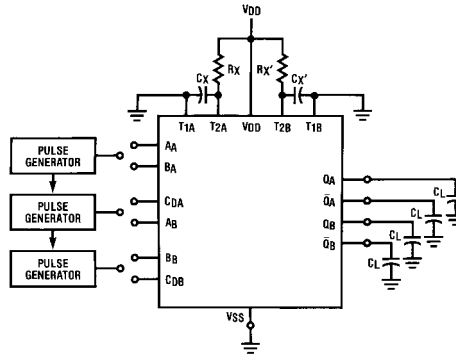 VDD
RX
RX'
CX
CX'
T1A T2A VDD T2B T1B
PULSE GENERATOR
PULSE GENERATOR
PULSE GENERATOR
AA
BA
CDA
AB
BB
CDB
QA
Q̅A
QB
Q̅B
CL
CL
CL
CL
VSS